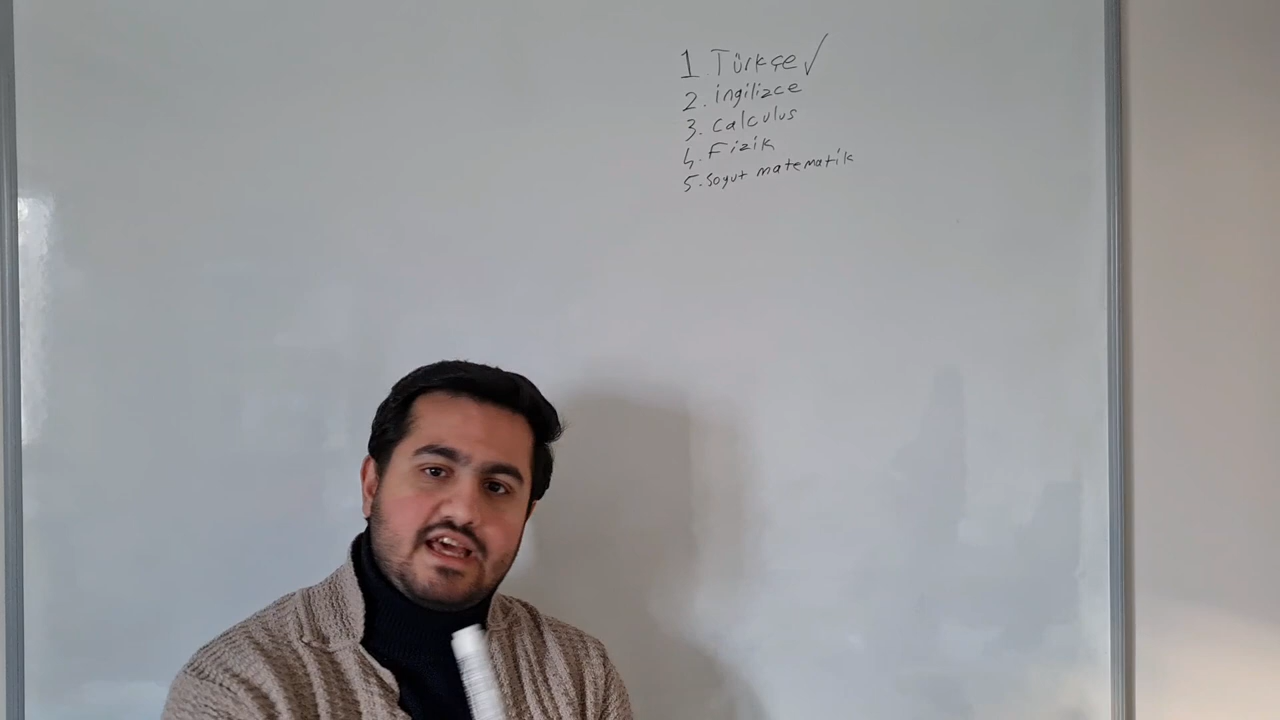 1. Türkçe ✓
2. ingilizce
3. calculus
4. Fizik
5. Soyut matematik